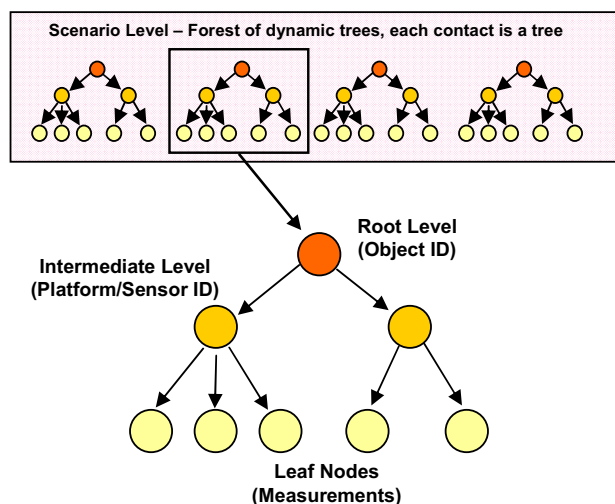 Scenario Level – Forest of dynamic trees, each contact is a tree
Root Level
(Object ID)
Intermediate Level
(Platform/Sensor ID)
Leaf Nodes
(Measurements)